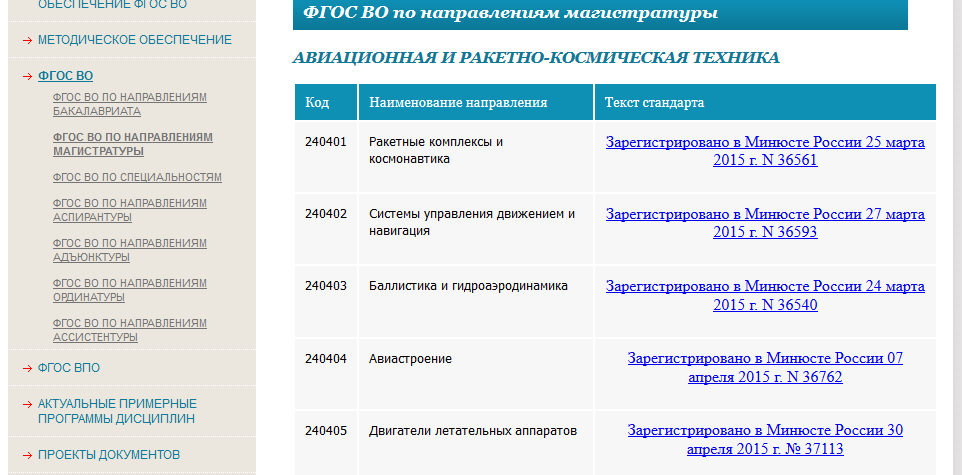 ОБЕСПЕЧЕНИЕ ФГОС ВО
МЕТОДИЧЕСКОЕ ОБЕСПЕЧЕНИЕ
ФГОС ВО
ФГОС ВО ПО НАПРАВЛЕНИЯМ
БАКАЛАВРИАТА
ФГОС ВО ПО НАПРАВЛЕНИЯМ
МАГИСТРАТУРЫ
ФГОС ВО ПО СПЕЦИАЛЬНОСТЯМ
ФГОС ВО ПО НАПРАВЛЕНИЯМ
АСПИРАНТУРЫ
ФГОС ВО ПО НАПРАВЛЕНИЯМ
АДЪЮНКТУРЫ
ФГОС ВО ПО НАПРАВЛЕНИЯМ
ОРДИНАТУРЫ
ФГОС ВО ПО НАПРАВЛЕНИЯМ
АССИСТЕНТУРЫ
ФГОС ВПО
АКТУАЛЬНЫЕ ПРИМЕРНЫЕ
ПРОГРАММЫ ДИСЦИПЛИН
ПРОЕКТЫ ДОКУМЕНТОВ
ФГОС ВО по направлениям магистратуры
АВИАЦИОННАЯ И РАКЕТНО-КОСМИЧЕСКАЯ ТЕХНИКА
Код Наименование направления Текст стандарта
240401 Ракетные комплексы и Зарегистрировано в Минюсте России 25 марта
космонавтика 2015 г. N 36561
240402 Системы управления движением и Зарегистрировано в Минюсте России 27 марта
навигация 2015 г. N 36593
240403 Баллистика и гидроаэродинамика Зарегистрировано в Минюсте России 24 марта
2015 г. N 36540
240404 Авиастроение Зарегистрировано в Минюсте России 07
апреля 2015 г. N 36762
240405 Двигатели летательных аппаратов Зарегистрировано в Минюсте России 30
апреля 2015 г. № 37113